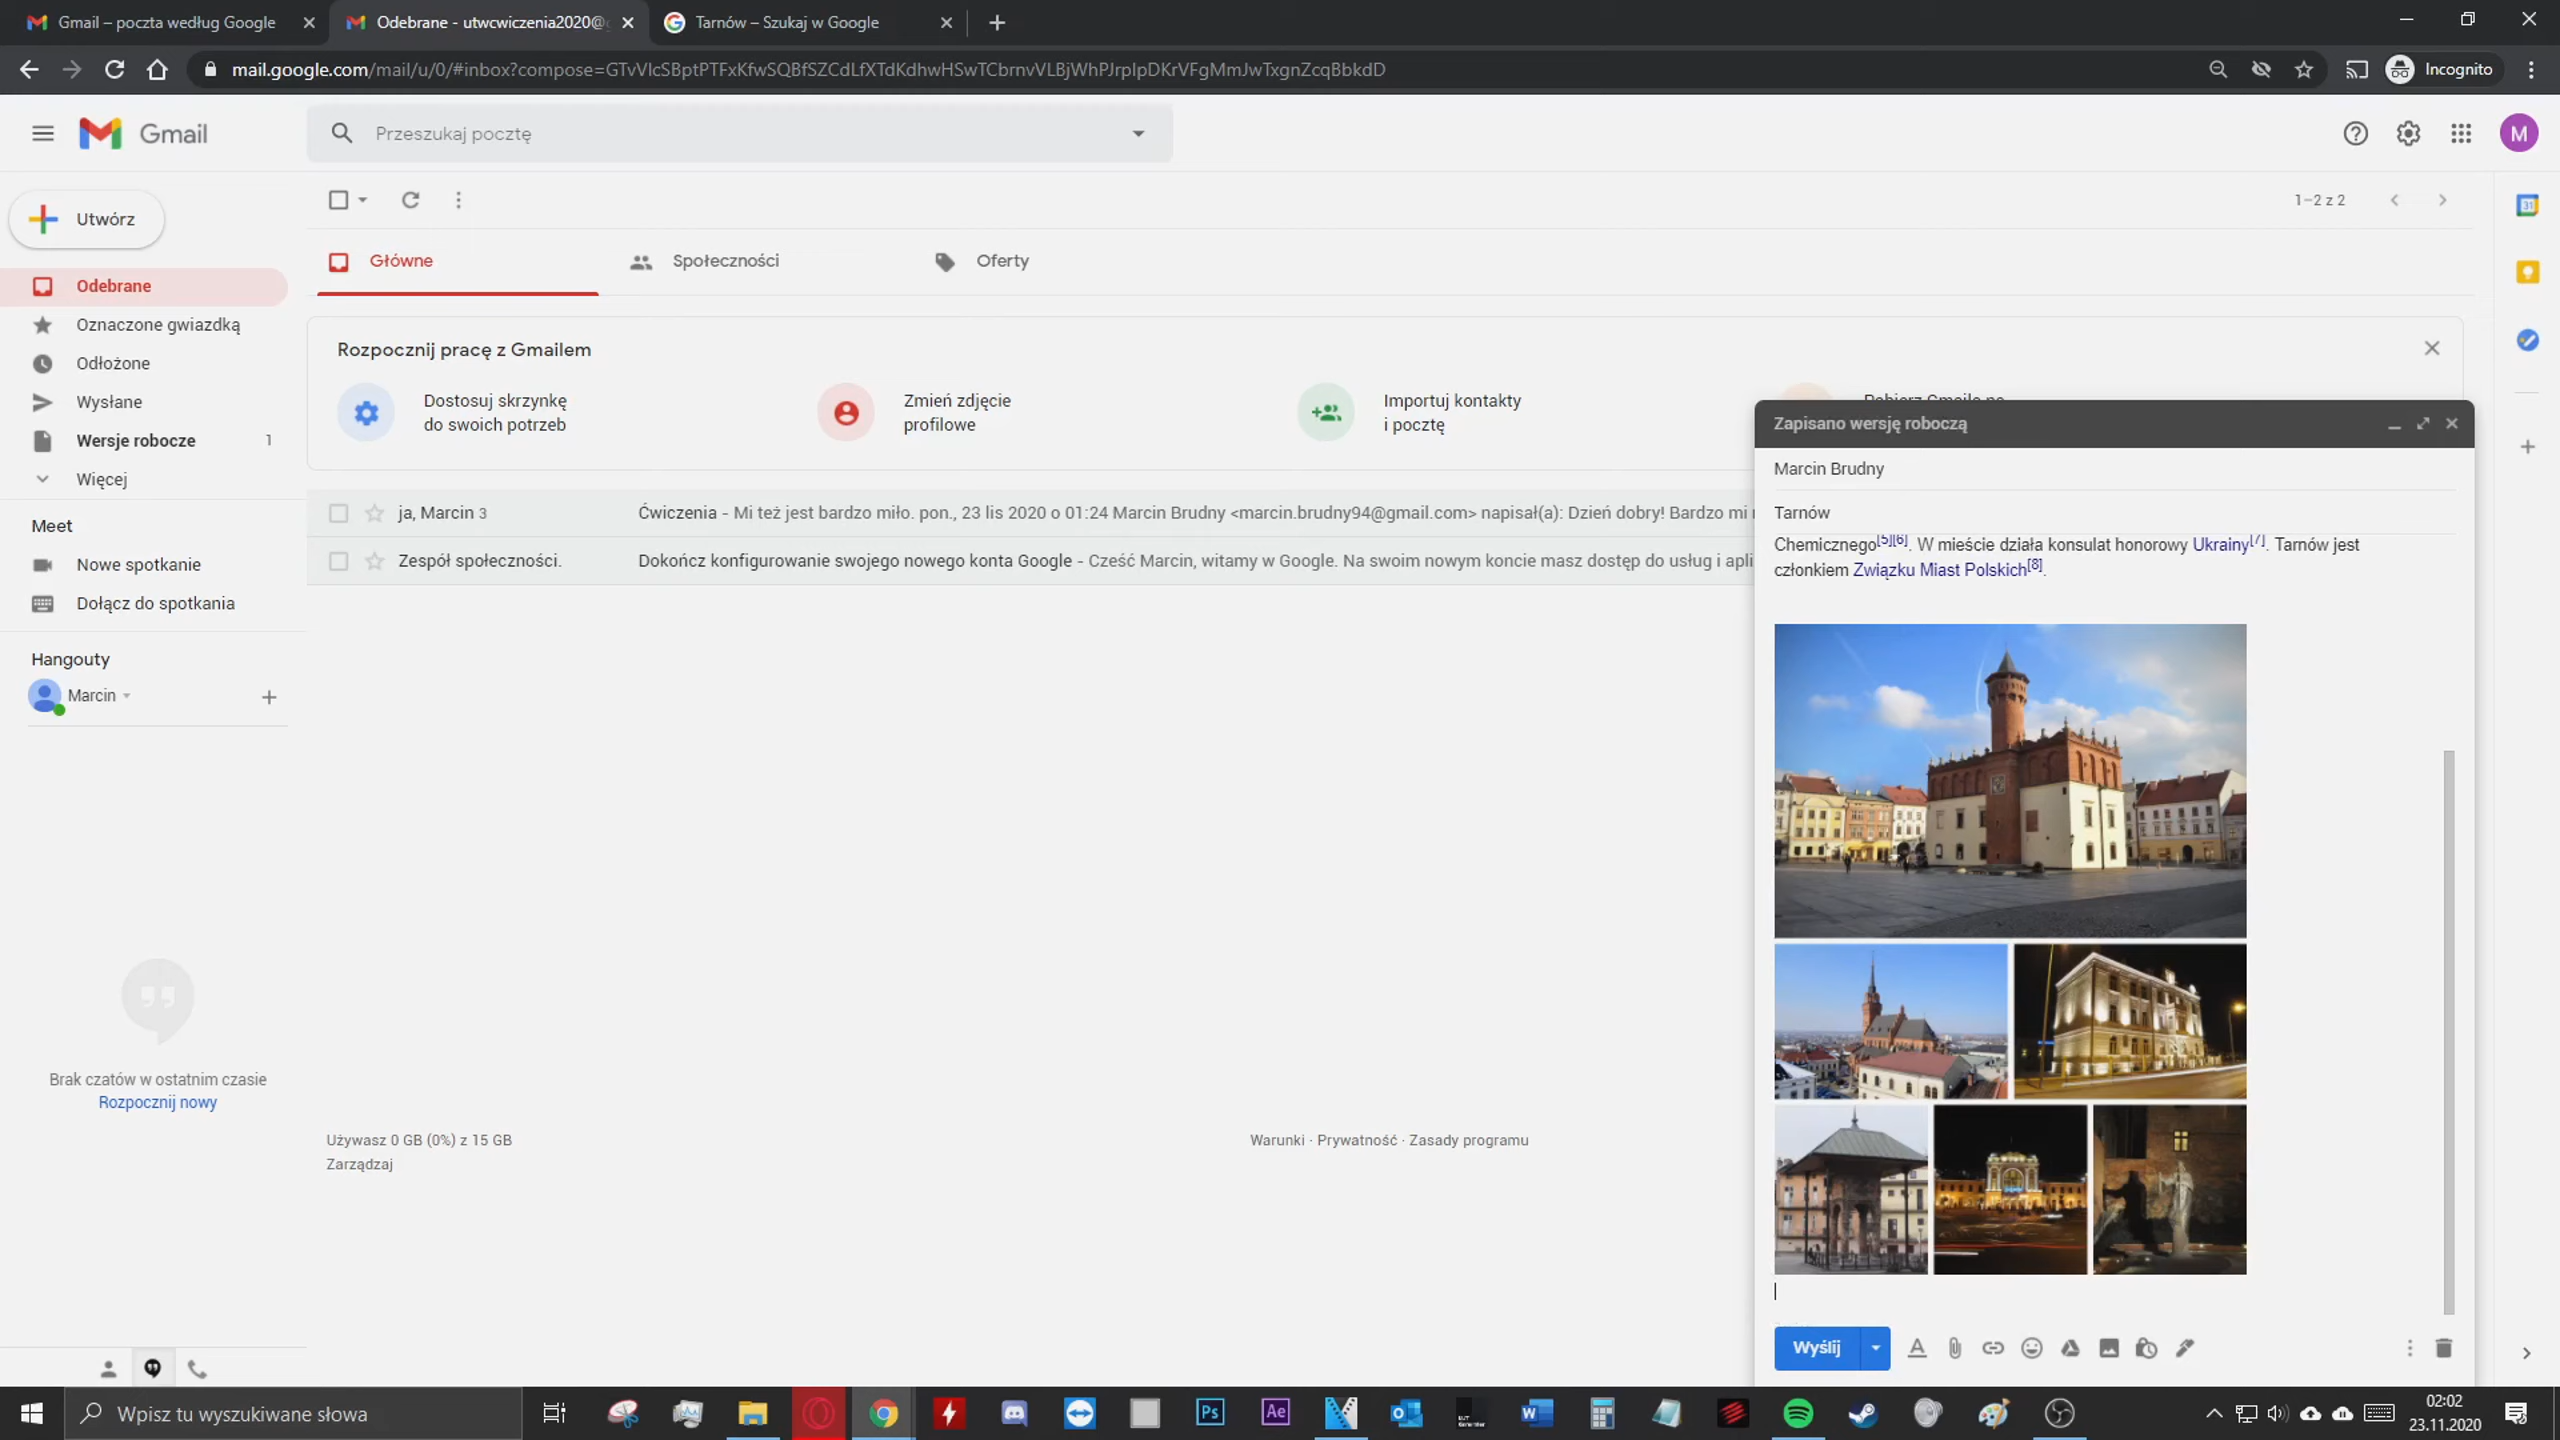 Gmail – poczta według Google
Odebrane - utwcwiczenia2020@
Tarnów – Szukaj w Google
mail.google.com/mail/u/0/#inbox?compose=GTvVlcSBptPTFxKfwSQBfSZCdLfXTdKdhwHSwTCbrnvVLBjWhPJrpIpDKrVFgMmJwTxgnZcqBbkdD
Incognito
Gmail
Przeszukaj pocztę
M
Utwórz
1–2 z 2
31
Główne
Społeczności
Oferty
Odebrane
Oznaczone gwiazdką
Odłożone
Wysłane
Wersje robocze 1
Więcej
Rozpocznij pracę z Gmailem
Dostosuj skrzynkę
do swoich potrzeb
Zmień zdjęcie
profilowe
Importuj kontakty
i pocztę
ja, Marcin 3
Ćwiczenia - Mi też jest bardzo miło. pon., 23 lis 2020 o 01:24 Marcin Brudny <marcin.brudny94@gmail.com> napisał(a): Dzień dobry! Bardzo mi
Zespół społeczności.
Dokończ konfigurowanie swojego nowego konta Google - Cześć Marcin, witamy w Google. Na swoim nowym koncie masz dostęp do usług i apli
Meet
Nowe spotkanie
Dołącz do spotkania
Hangouty
Marcin
Brak czatów w ostatnim czasie
Rozpocznij nowy
Używasz 0 GB (0%) z 15 GB
Zarządzaj
Warunki · Prywatność · Zasady programu
Zapisano wersję roboczą
Marcin Brudny
Tarnów
Chemicznego[5][6]. W mieście działa konsulat honorowy Ukrainy[7]. Tarnów jest
członkiem Związku Miast Polskich[8].
Wyślij
Wpisz tu wyszukiwane słowa
Ps
Ae
02:02
23.11.2020